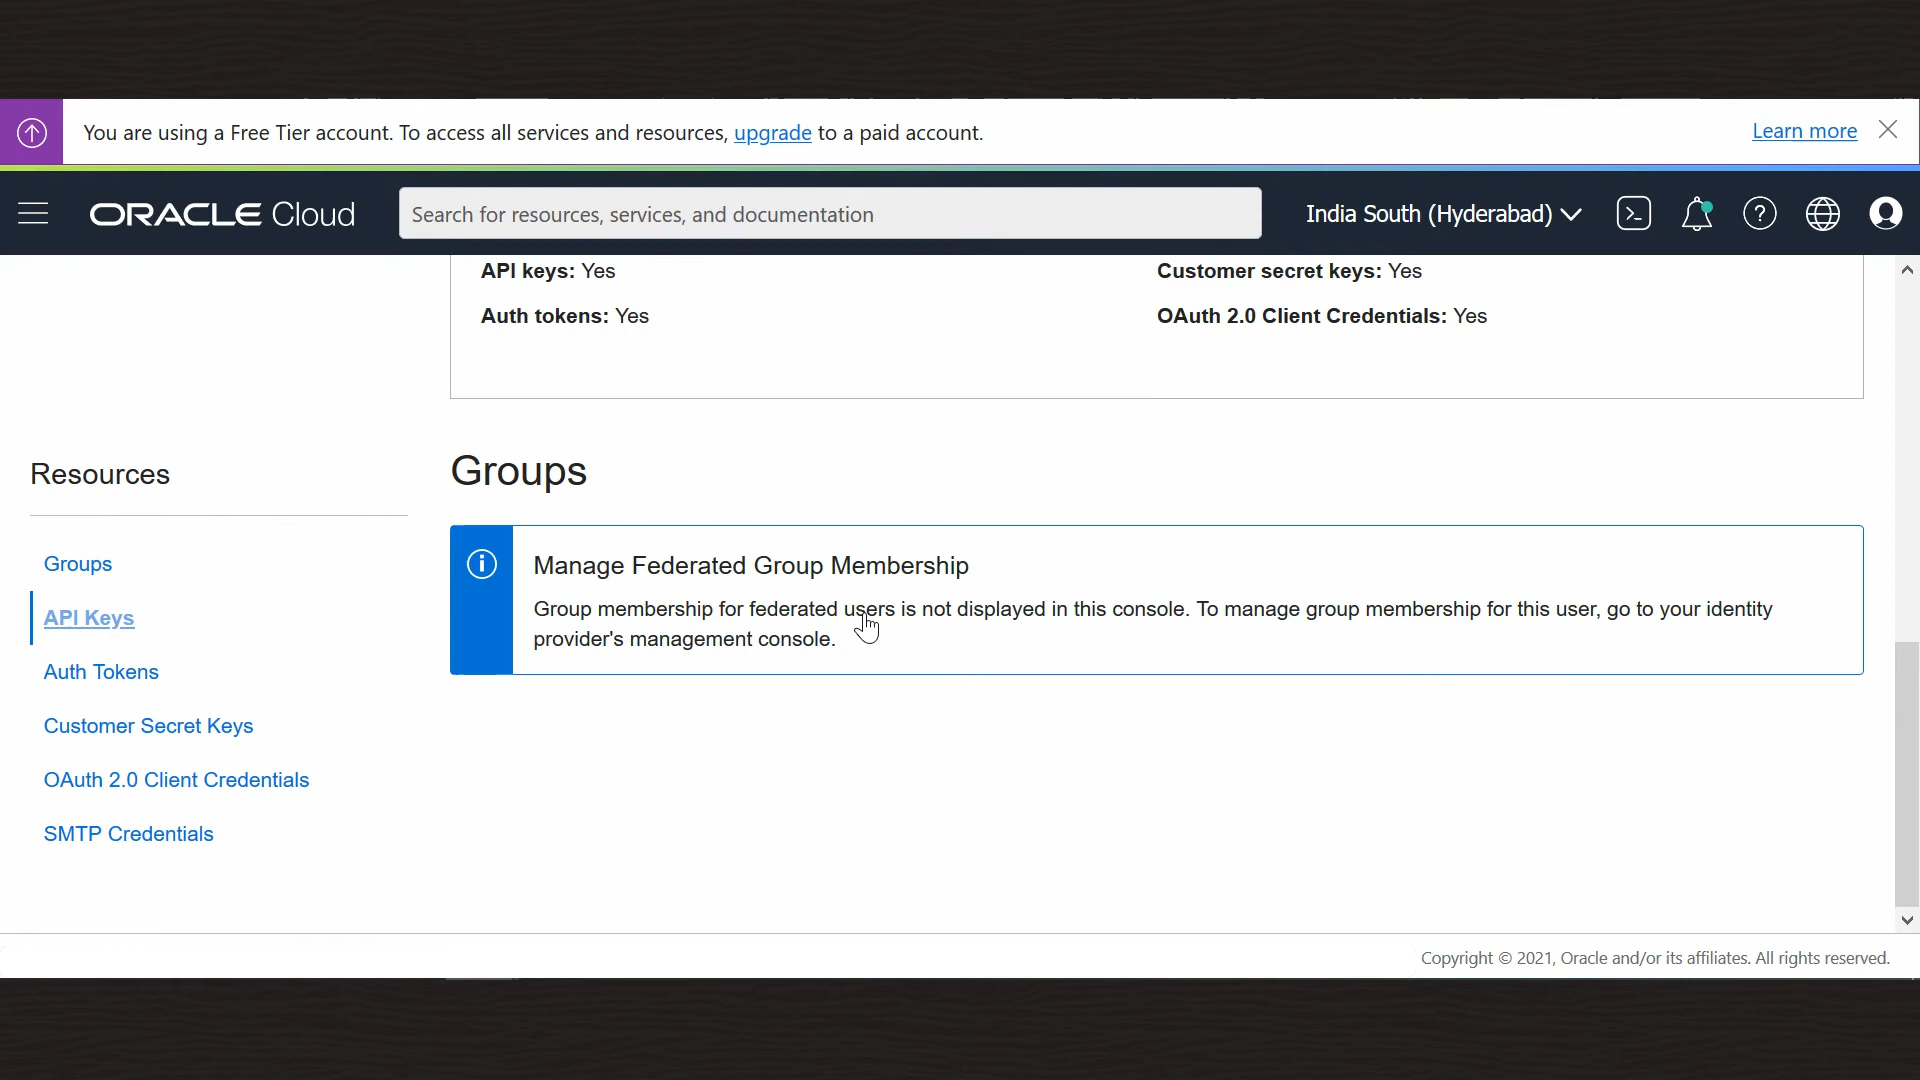 You are using a Free Tier account. To access all services and resources, upgrade to a paid account.
Learn more
ORACLE Cloud
Search for resources, services, and documentation
India South (Hyderabad)
API keys: Yes
Customer secret keys: Yes
Auth tokens: Yes
OAuth 2.0 Client Credentials: Yes
Resources
Groups
API Keys
Auth Tokens
Customer Secret Keys
OAuth 2.0 Client Credentials
SMTP Credentials
Groups
Manage Federated Group Membership
Group membership for federated users is not displayed in this console. To manage group membership for this user, go to your identity
provider's management console.
Copyright © 2021, Oracle and/or its affiliates. All rights reserved.